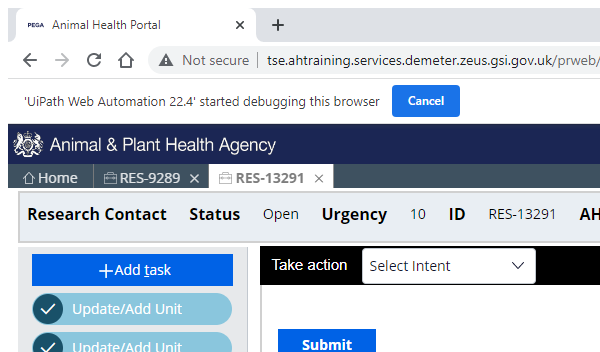 PEGA Animal Health Portal
Not secure tse.ahtraining.services.demeter.zeus.gsi.gov.uk/prweb/
'UiPath Web Automation 22.4' started debugging this browser Cancel
Animal & Plant Health Agency
Home RES-9289 RES-13291
Research Contact Status Open Urgency 10 ID RES-13291 AH
+Add task
Take action Select Intent
Update/Add Unit
Submit
Update/Add Unit